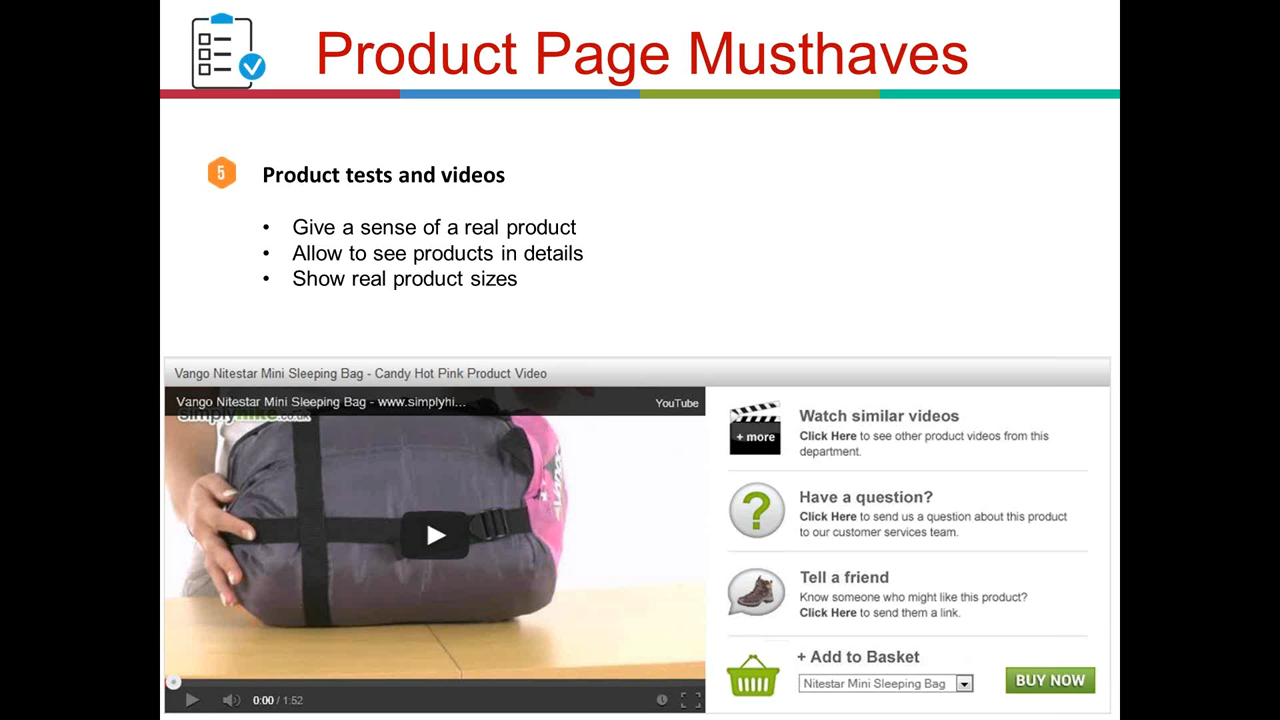 Product Page Musthaves
5
Product tests and videos
• Give a sense of a real product
• Allow to see products in details
• Show real product sizes
Vango Nitestar Mini Sleeping Bag - Candy Hot Pink Product Video
Vango Nitestar Mini Sleeping Bag - www.simplyhi...
YouTube
simplyhike.co.uk
0:00 / 1:52
+ more
Watch similar videos
Click Here to see other product videos from this
department.
?
Have a question?
Click Here to send us a question about this product
to our customer services team.
Tell a friend
Know someone who might like this product?
Click Here to send them a link.
+ Add to Basket
Nitestar Mini Sleeping Bag
BUY NOW